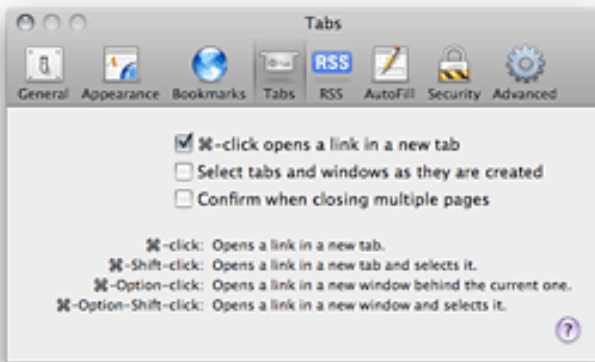 Tabs
General Appearance Bookmarks Tabs RSS RSS AutoFill Security Advanced
⌘-click opens a link in a new tab
Select tabs and windows as they are created
Confirm when closing multiple pages
⌘-click: Opens a link in a new tab.
⌘-Shift-click: Opens a link in a new tab and selects it.
⌘-Option-click: Opens a link in a new window behind the current one.
⌘-Option-Shift-click: Opens a link in a new window and selects it.
?